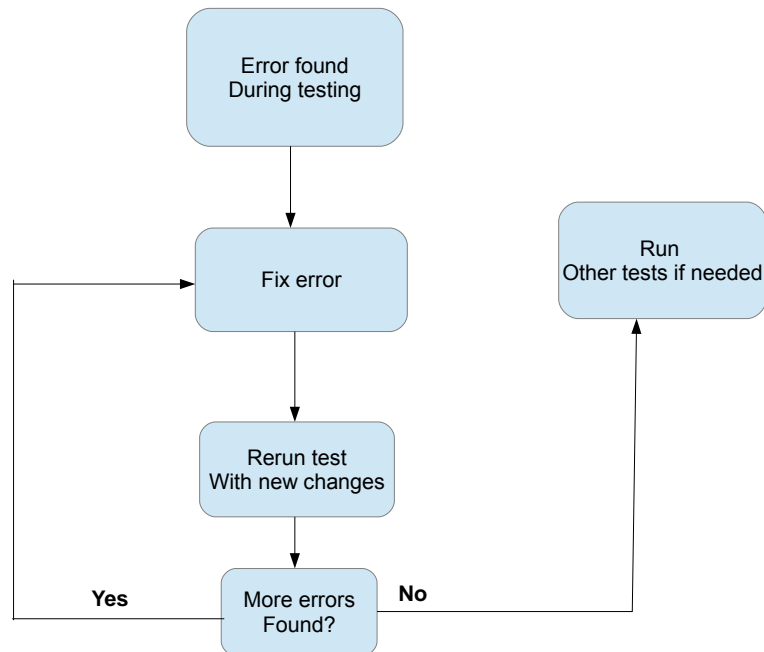 Error found
During testing
Fix error
Run
Other tests if needed
Rerun test
With new changes
More errors
Found?
Yes
No